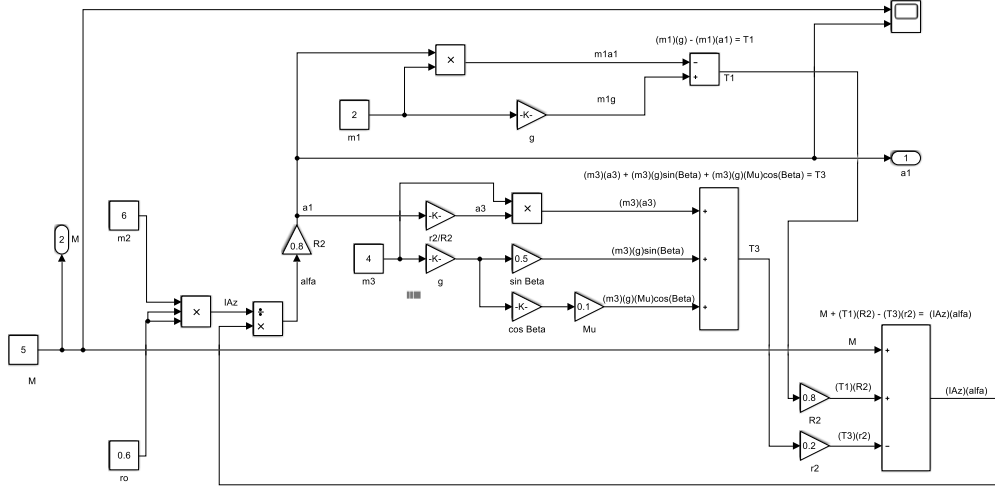 (m1)(g) - (m1)(a1) = T1
×
m1a1
−
+
T1
2
m1
-K-
g
m1g
1
a1
(m3)(a3) + (m3)(g)sin(Beta) + (m3)(g)(Mu)cos(Beta) = T3
6
m2
2
M
a1
0.8
R2
alfa
-K-
r2/R2
a3
×
(m3)(a3)
+
4
m3
-K-
g
0.5
sin Beta
(m3)(g)sin(Beta)
+
T3
-K-
cos Beta
0.1
Mu
(m3)(g)(Mu)cos(Beta)
+
×
IAz
÷
×
M + (T1)(R2) - (T3)(r2) = (IAz)(alfa)
5
M
M
+
0.8
R2
(T1)(R2)
+
(IAz)(alfa)
0.2
r2
(T3)(r2)
−
0.6
ro